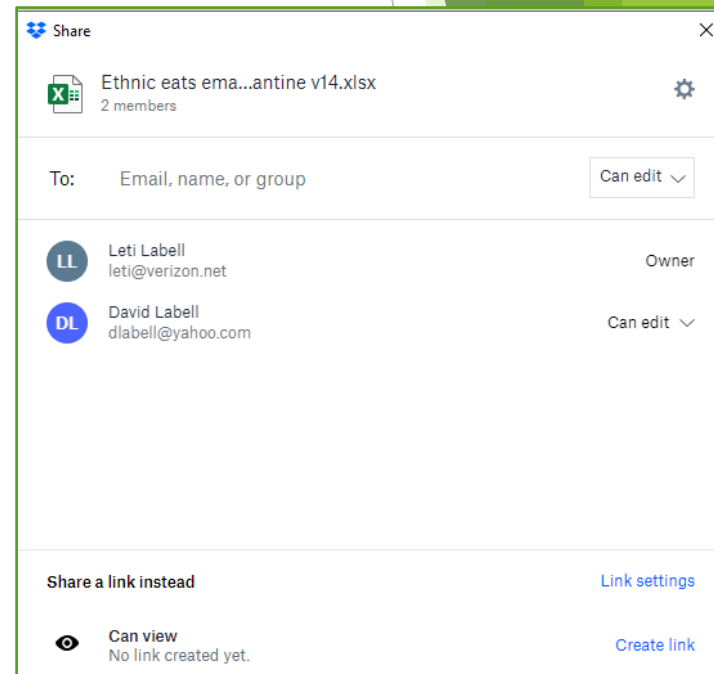 Share
Ethnic eats ema...antine v14.xlsx
2 members
To: Email, name, or group Can edit
LL Leti Labell Owner
leti@verizon.net
DL David Labell Can edit
dlabell@yahoo.com
Share a link instead Link settings
Can view Create link
No link created yet.